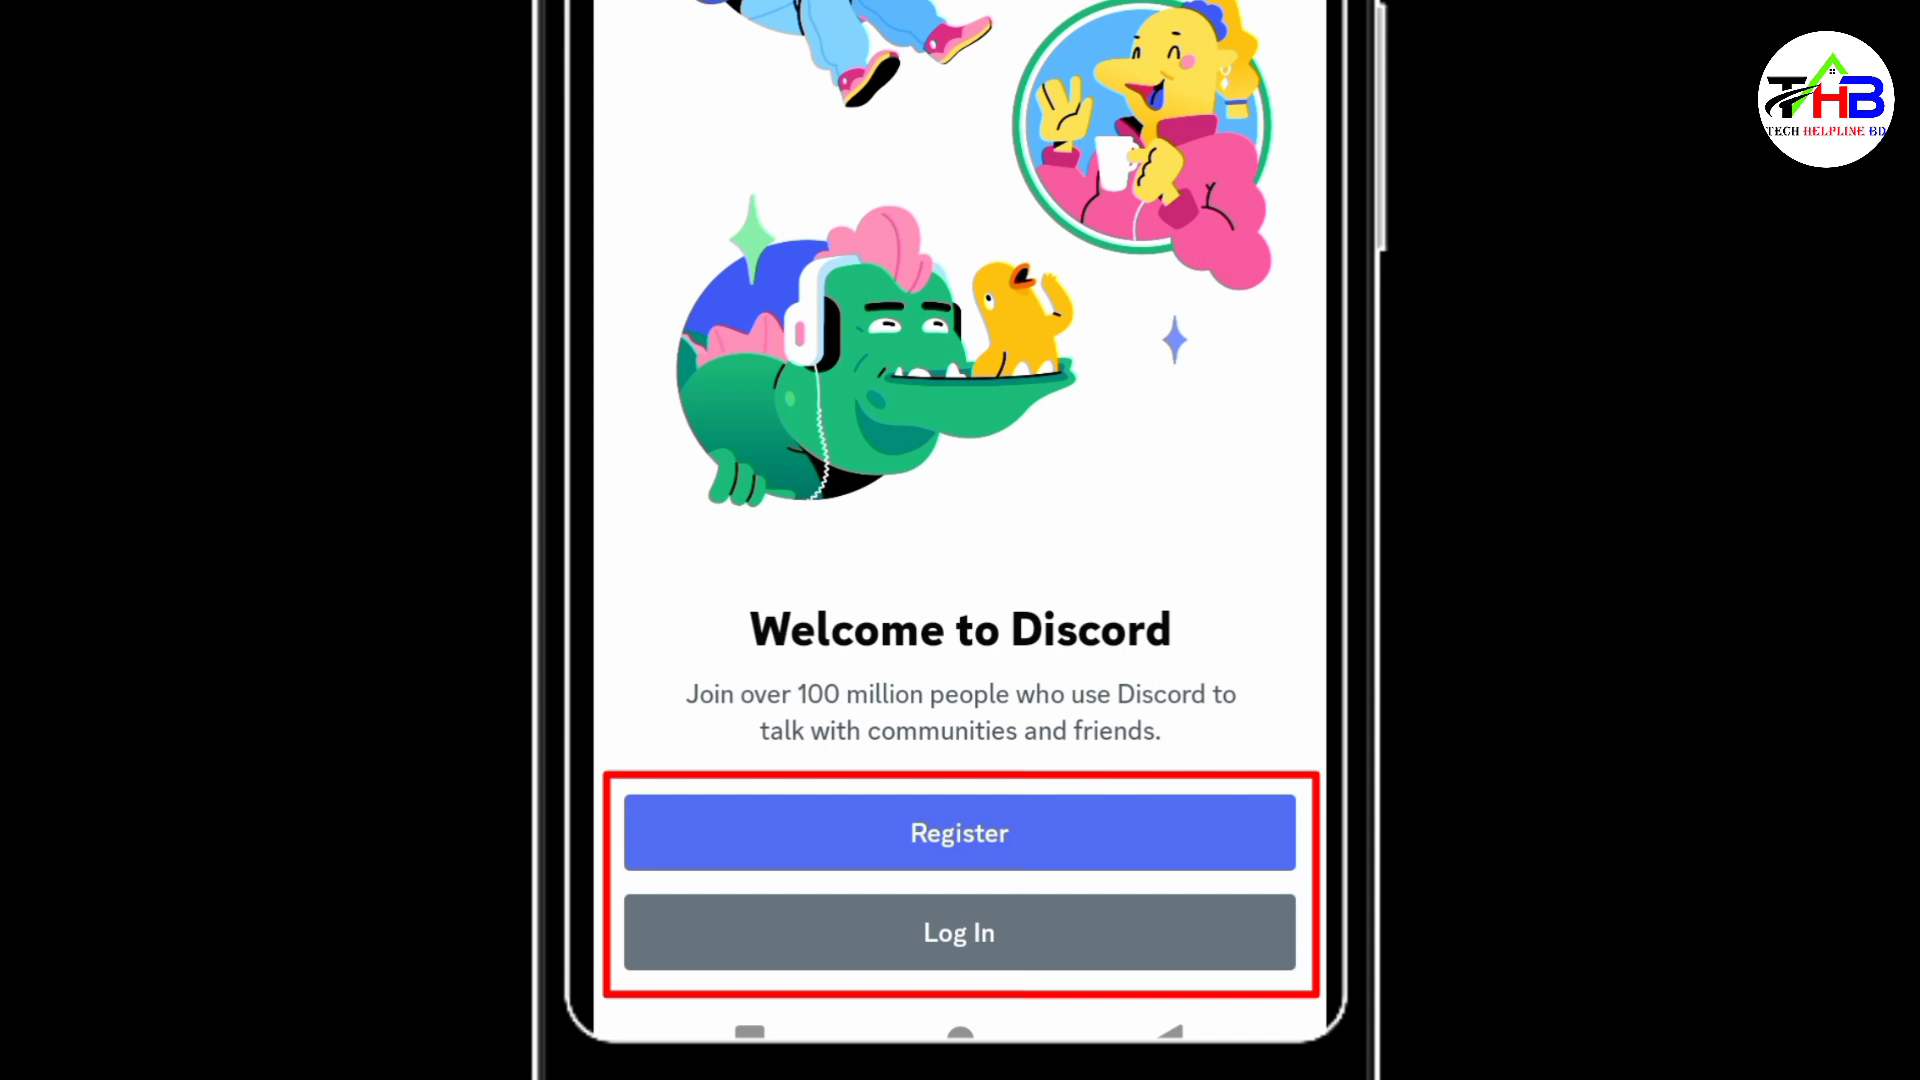 THB
TECH HELPLINE BD
Welcome to Discord
Join over 100 million people who use Discord to
talk with communities and friends.
Register
Log In